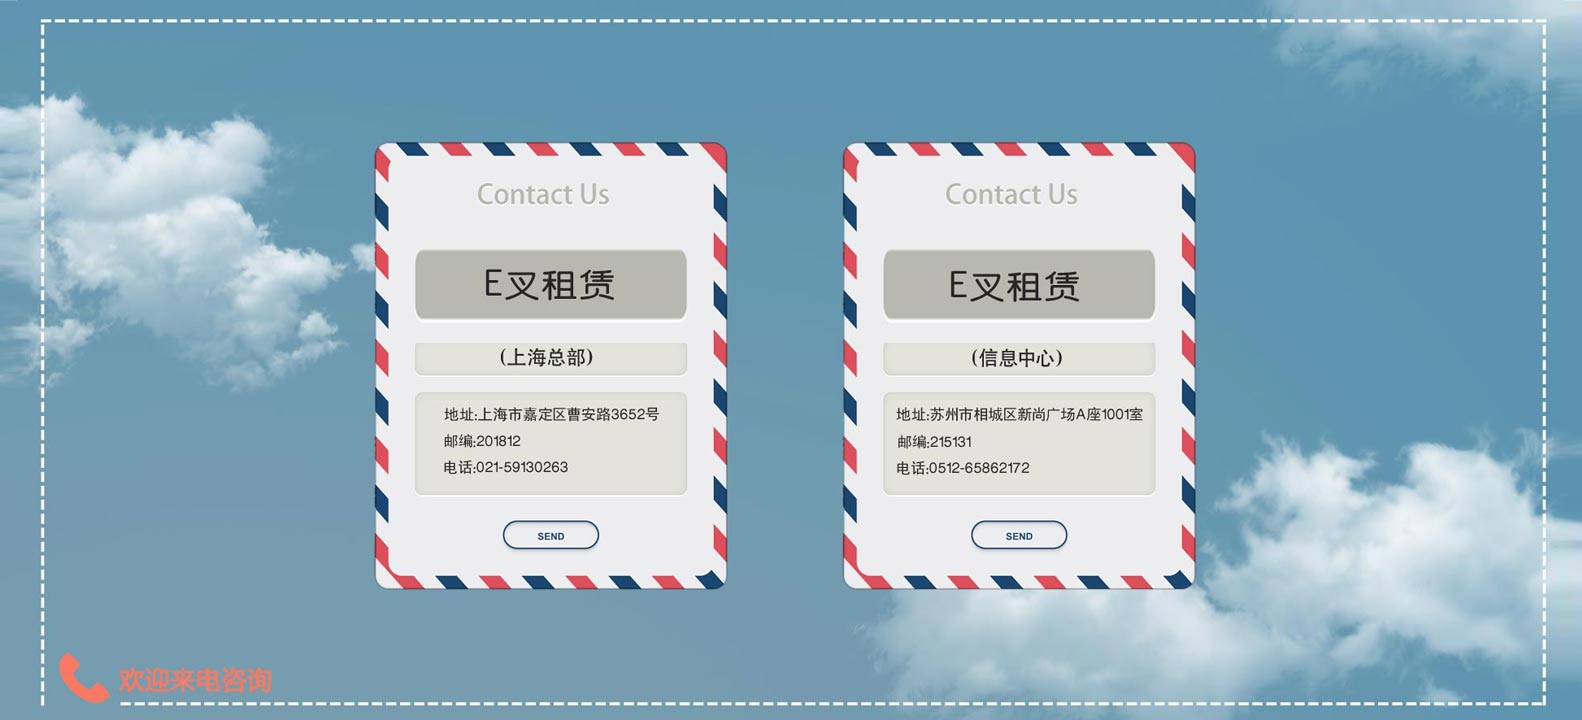 Contact Us
E叉租赁
(上海总部)
地址:上海市嘉定区曹安路3652号
邮编:201812
电话:021-59130263
SEND
Contact Us
E叉租赁
(信息中心)
地址:苏州市相城区新尚广场A座1001室
邮编:215131
电话:0512-65862172
SEND
欢迎来电咨询